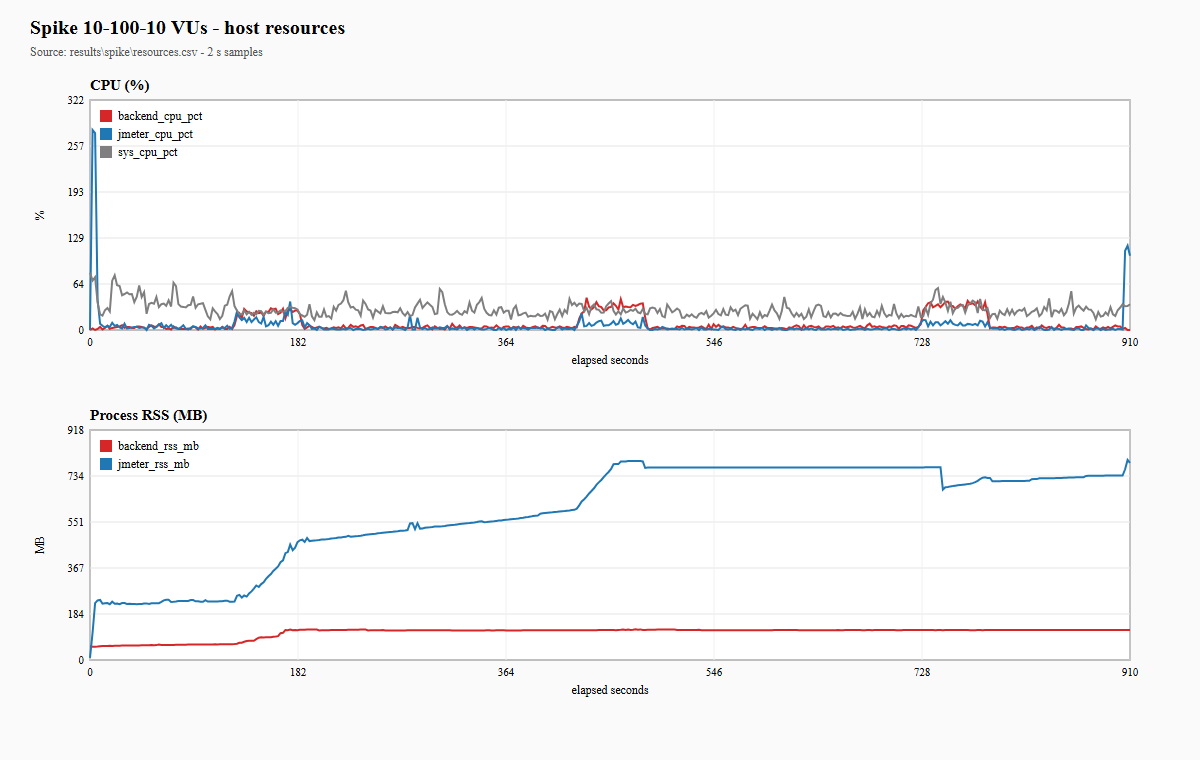 Spike 10-100-10 VUs - host resources
Source: results\spike\resources.csv - 2 s samples
CPU (%)
322
257
193
129
64
0
%
backend_cpu_pct
jmeter_cpu_pct
sys_cpu_pct
0 182 364 546 728 910
elapsed seconds
Process RSS (MB)
918
734
551
367
184
0
MB
backend_rss_mb
jmeter_rss_mb
0 182 364 546 728 910
elapsed seconds